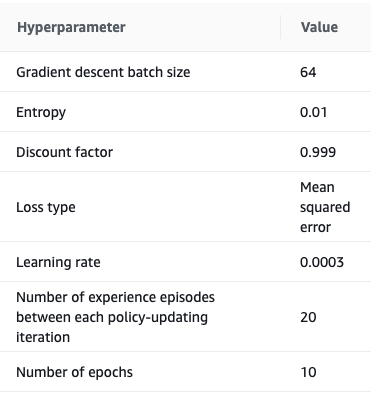 Hyperparameter Value
Gradient descent batch size 64
Entropy 0.01
Discount factor 0.999
Loss type Mean
squared
error
Learning rate 0.0003
Number of experience episodes
between each policy-updating 20
iteration
Number of epochs 10